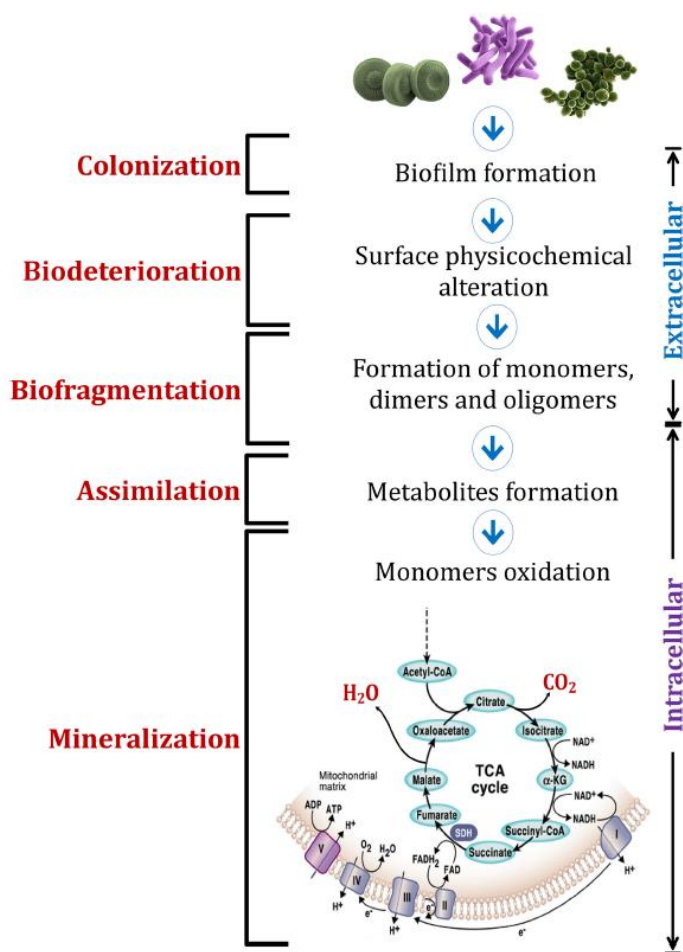 Colonization
Biofilm formation
Biodeterioration
Surface physicochemical
alteration
Biofragmentation
Formation of monomers,
dimers and oligomers
Assimilation
Metabolites formation
Monomers oxidation
Mineralization
Extracellular
Intracellular
Acetyl-CoA
H₂O
CO₂
Citrate
Oxaloacetate
Isocitrate
NAD⁺
NADH
TCA
cycle
Malate
α-KG
NAD⁺
NADH
Fumarate
SDH
Succinyl-CoA
Succinate
FADH₂
FAD
Mitochondrial
matrix
ADP
ATP
H⁺
V
O₂
H₂O
IV
H⁺
e⁻
III
H⁺
e⁻
II
e⁻
I
H⁺